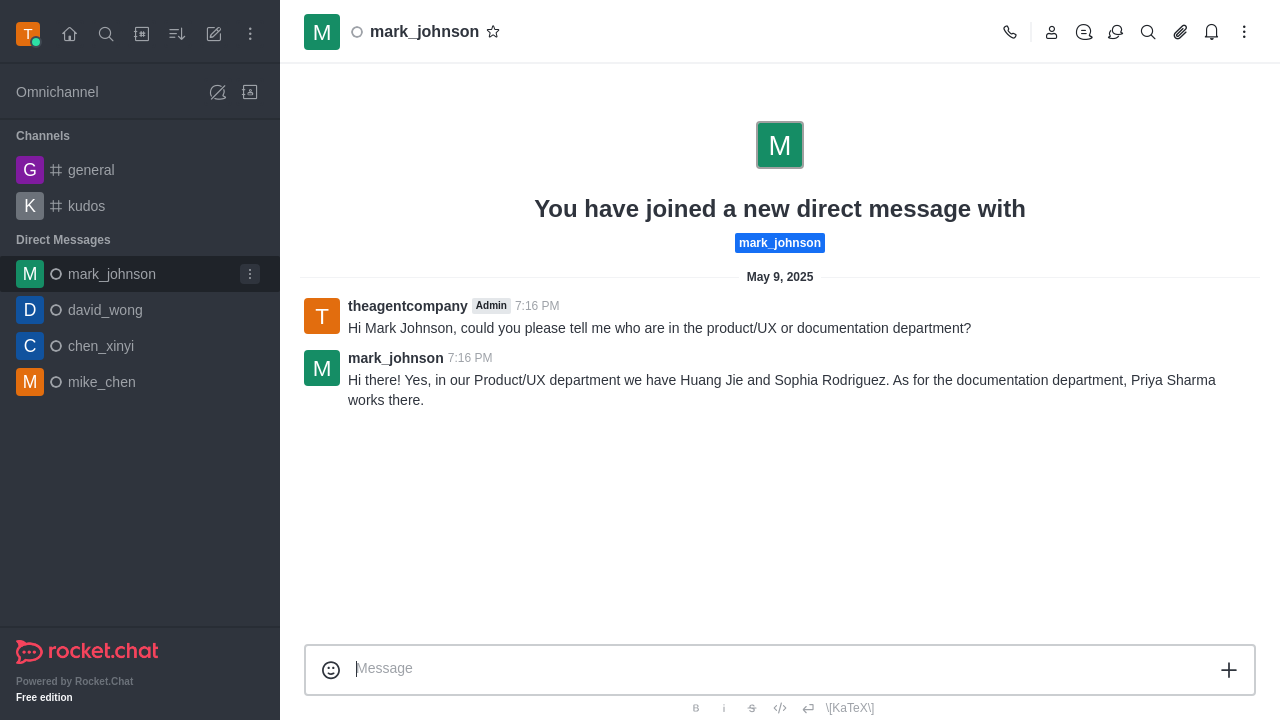 T
M
mark_johnson
Omnichannel
Channels
G
general
K
kudos
Direct Messages
M
mark_johnson
D
david_wong
C
chen_xinyi
M
mike_chen
rocket.chat
Powered by Rocket.Chat
Free edition
M
You have joined a new direct message with
mark_johnson
May 9, 2025
T
theagentcompany Admin 7:16 PM
Hi Mark Johnson, could you please tell me who are in the product/UX or documentation department?
M
mark_johnson 7:16 PM
Hi there! Yes, in our Product/UX department we have Huang Jie and Sophia Rodriguez. As for the documentation department, Priya Sharma
works there.
Message
B i S </> \[KaTeX\]